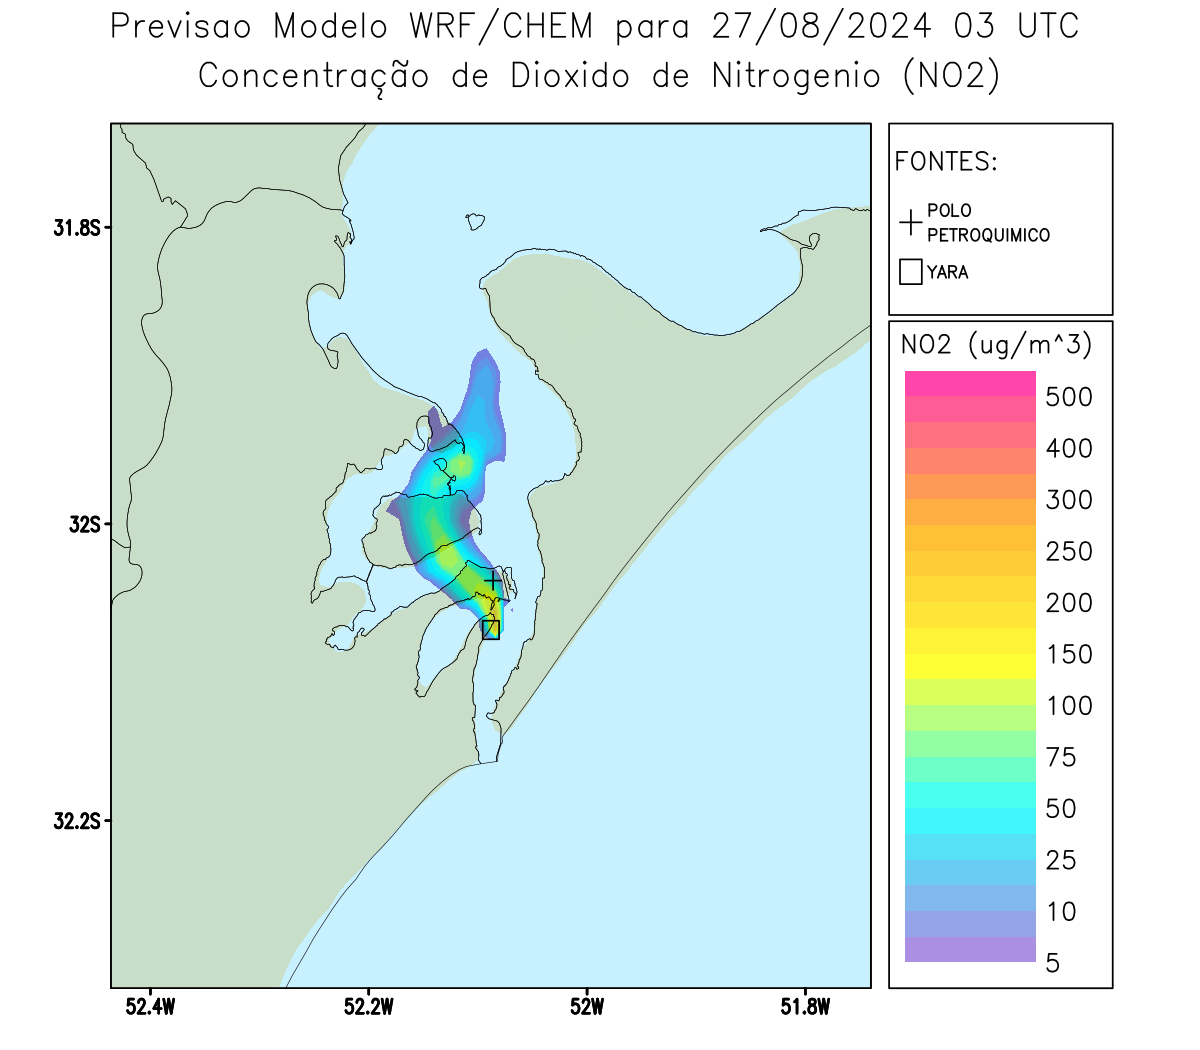 Previsao Modelo WRF/CHEM para 27/08/2024 03 UTC
Concentração de Dioxido de Nitrogenio (NO2)
FONTES:
POLO
PETROQUIMICO
YARA
NO2 (ug/m^3)
500
400
300
250
200
150
100
75
50
25
10
5
31.8S
32S
32.2S
52.4W
52.2W
52W
51.8W